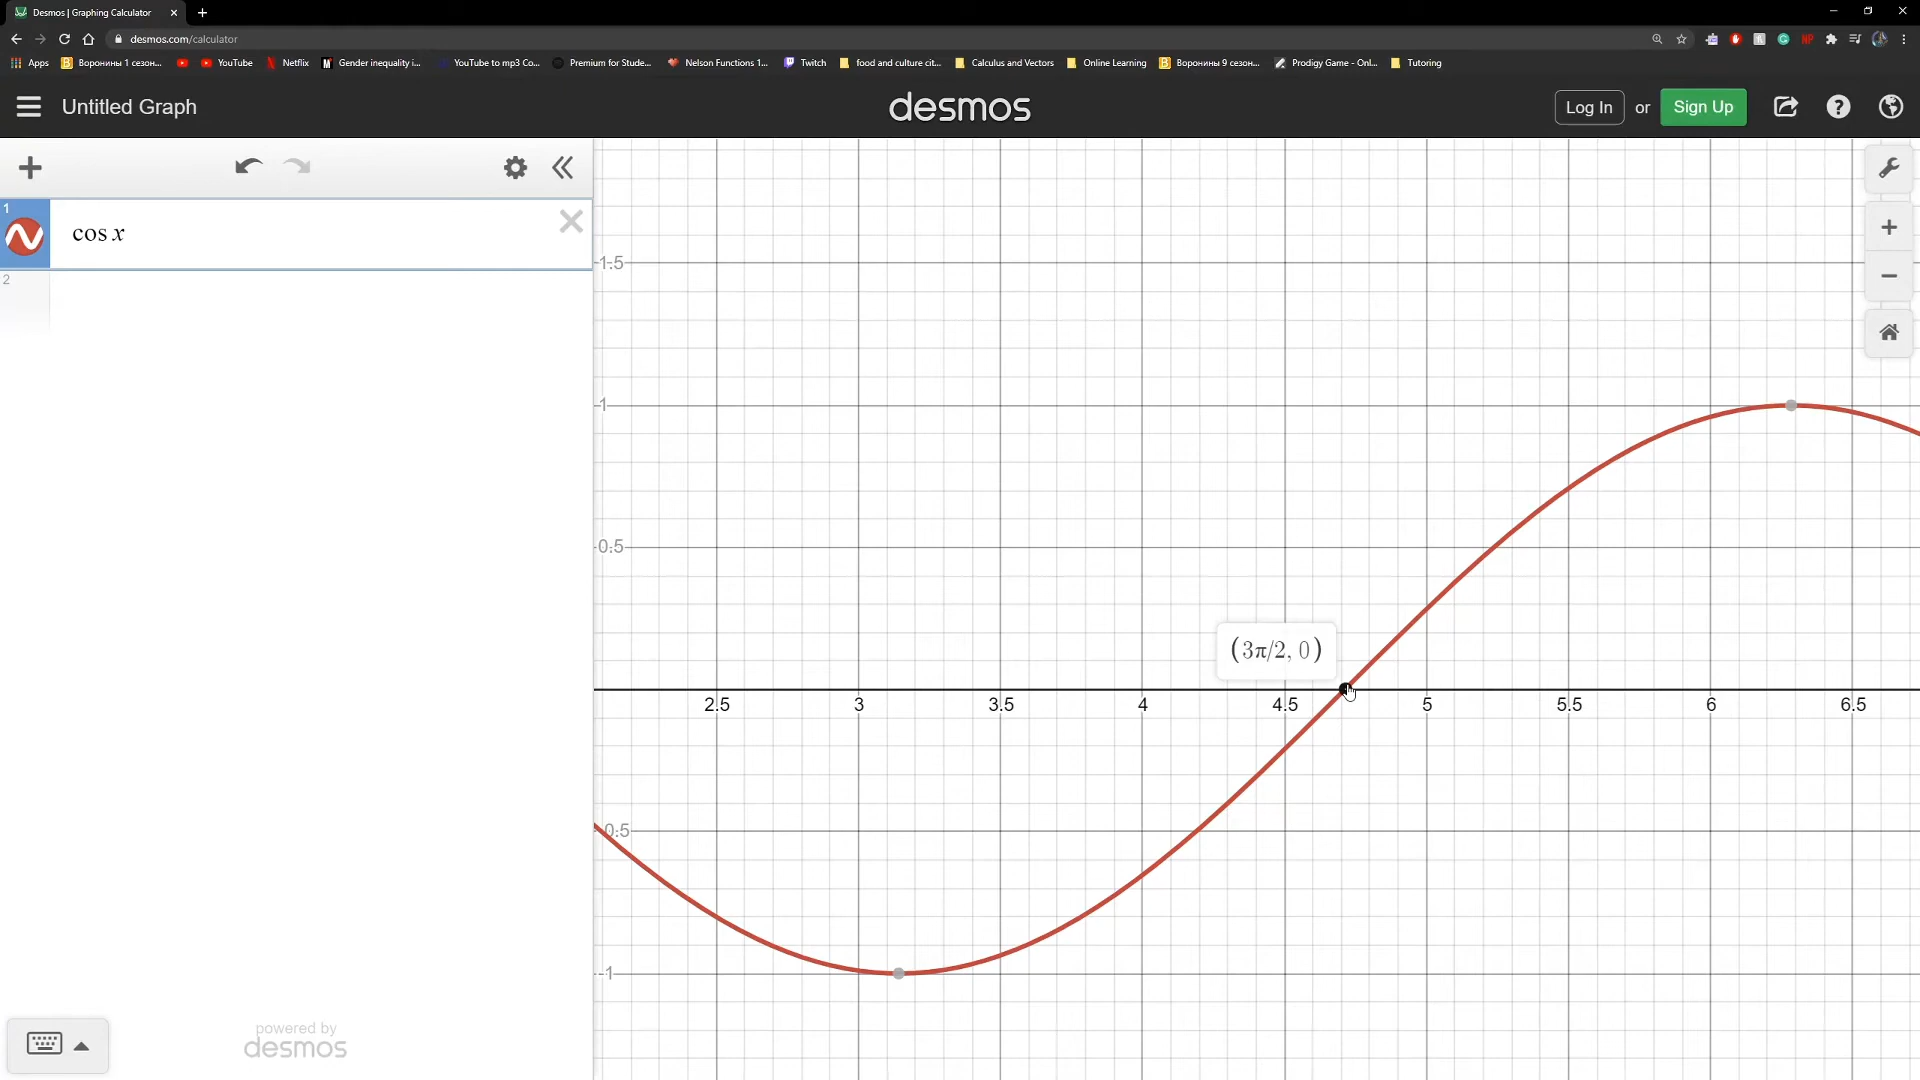 Desmos | Graphing Calculator
desmos.com/calculator
Apps
Воронины 1 сезон...
YouTube
Netflix
Gender inequality i...
YouTube to mp3 Co...
Premium for Stude...
Nelson Functions 1...
Twitch
food and culture cit...
Calculus and Vectors
Online Learning
Воронины 9 сезон...
Prodigy Game - Onl...
Tutoring
Untitled Graph
desmos
Log In or Sign Up
1
cos x
2
1.5
1
0.5
(3π/2, 0)
2.5 3 3.5 4 4.5 5 5.5 6 6.5
0.5
-1
powered by
desmos